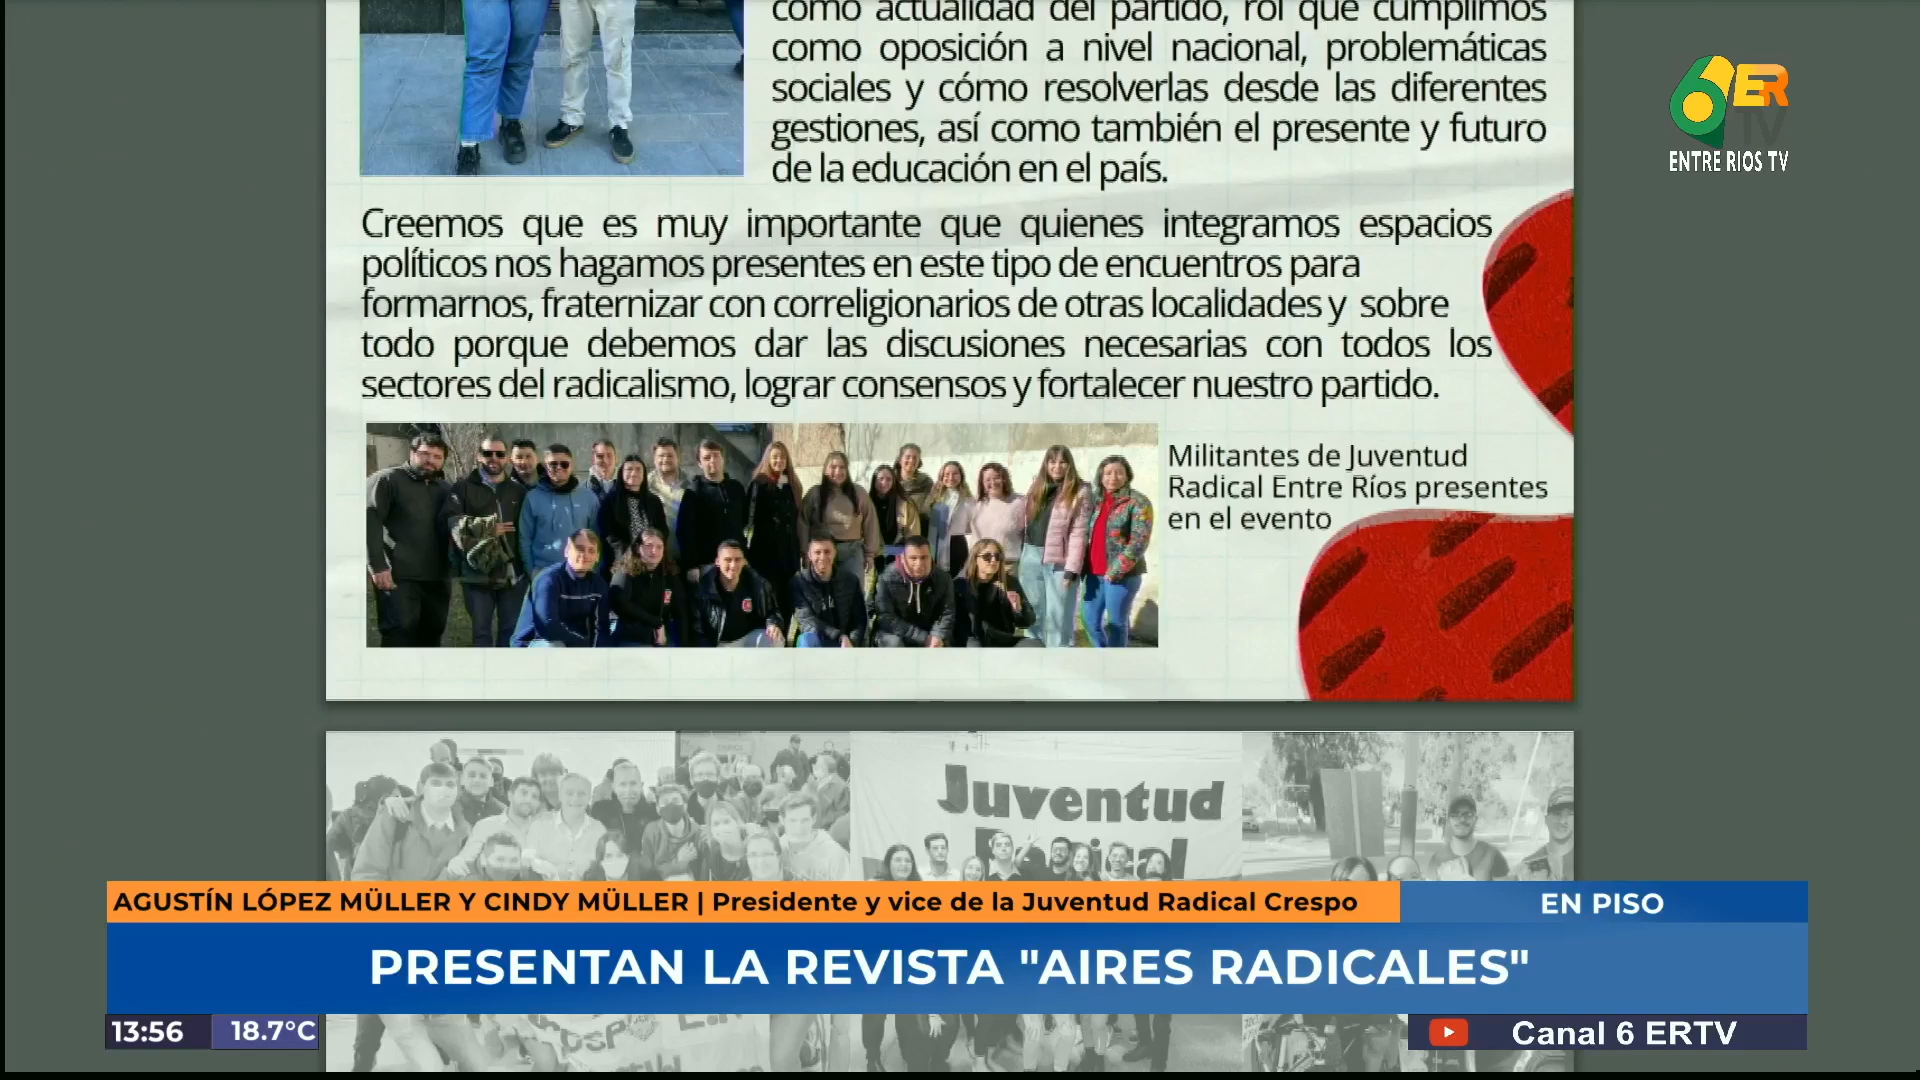 como actualidad del partido, rol que cumplimos
como oposición a nivel nacional, problemáticas
sociales y cómo resolverlas desde las diferentes
gestiones, así como también el presente y futuro
de la educación en el país.
6 ER
TV
ENTRE RIOS TV
Creemos que es muy importante que quienes integramos espacios
políticos nos hagamos presentes en este tipo de encuentros para
formarnos, fraternizar con correligionarios de otras localidades y sobre
todo porque debemos dar las discusiones necesarias con todos los
sectores del radicalismo, lograr consensos y fortalecer nuestro partido.
Militantes de Juventud
Radical Entre Ríos presentes
en el evento
Juventud
AGUSTÍN LÓPEZ MÜLLER Y CINDY MÜLLER | Presidente y vice de la Juventud Radical Crespo
EN PISO
PRESENTAN LA REVISTA "AIRES RADICALES"
13:56 18.7°C
Canal 6 ERTV